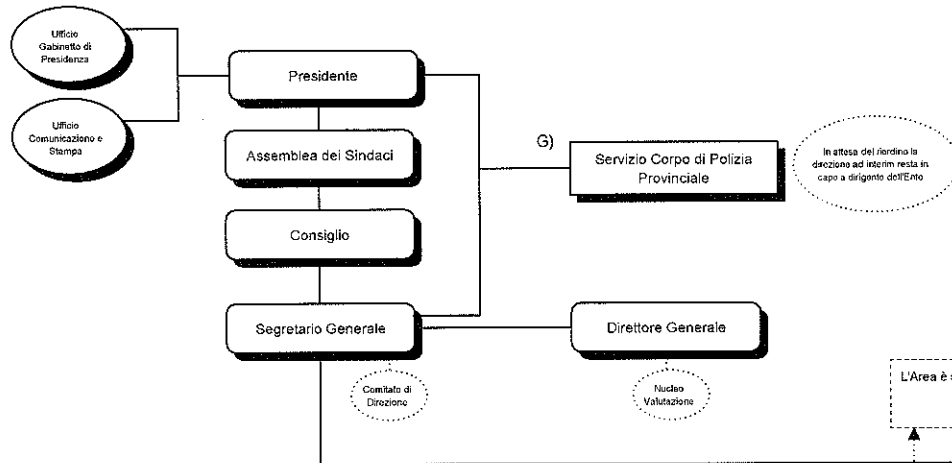 Ufficio
Gabinetto di
Presidenza
Presidente
Ufficio
Comunicazione e
Stampa
Assemblea dei Sindaci
G)
Servizio Corpo di Polizia
Provinciale
In attesa del riordino la
direzione ad interim resta in
capo a dirigente dell'Ente
Consiglio
Segretario Generale
Direttore Generale
Comitato di
Direzione
Nucleo
Valutazione
L'Area è